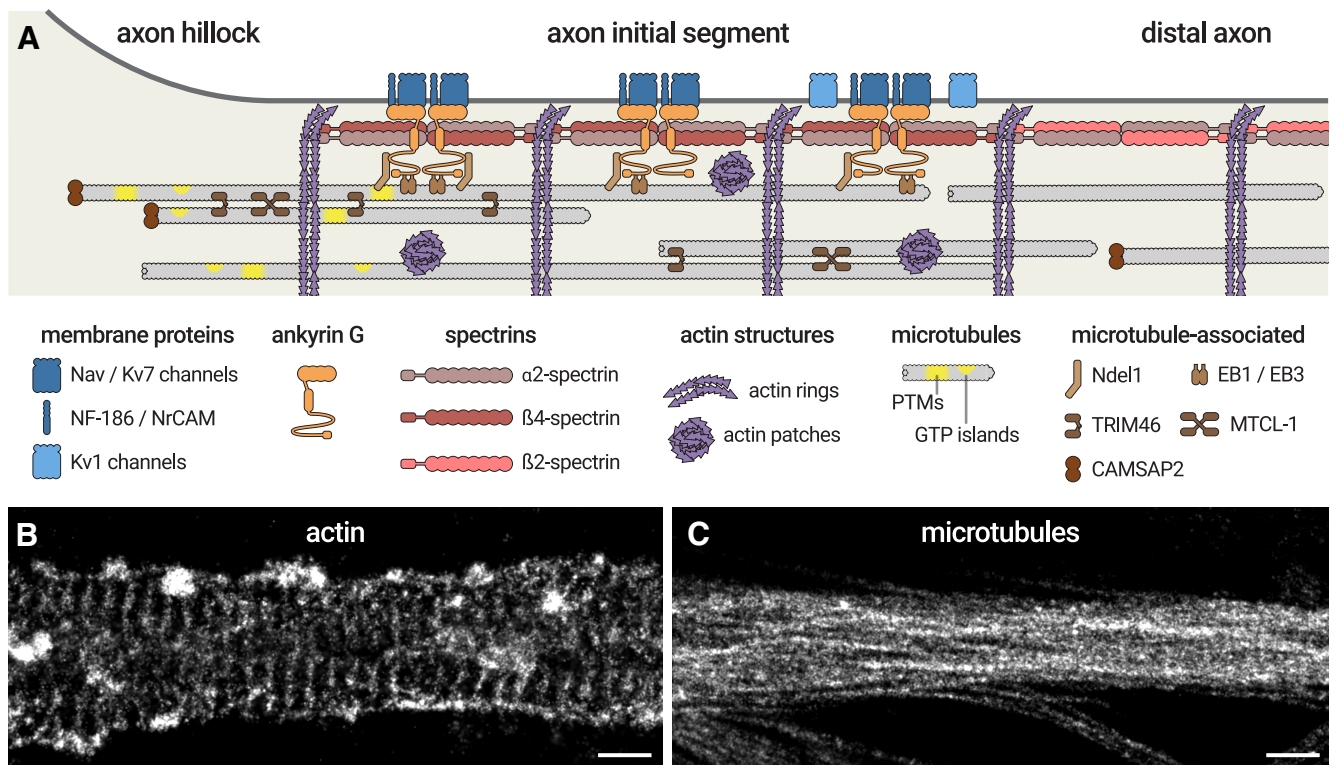 A
axon hillock
axon initial segment
distal axon
membrane proteins
Nav / Kv7 channels
NF-186 / NrCAM
Kv1 channels
ankyrin G
spectrins
α2-spectrin
ß4-spectrin
ß2-spectrin
actin structures
actin rings
actin patches
microtubules
PTMs
GTP islands
microtubule-associated
Ndel1
EB1 / EB3
TRIM46
MTCL-1
CAMSAP2
B
actin
C
microtubules